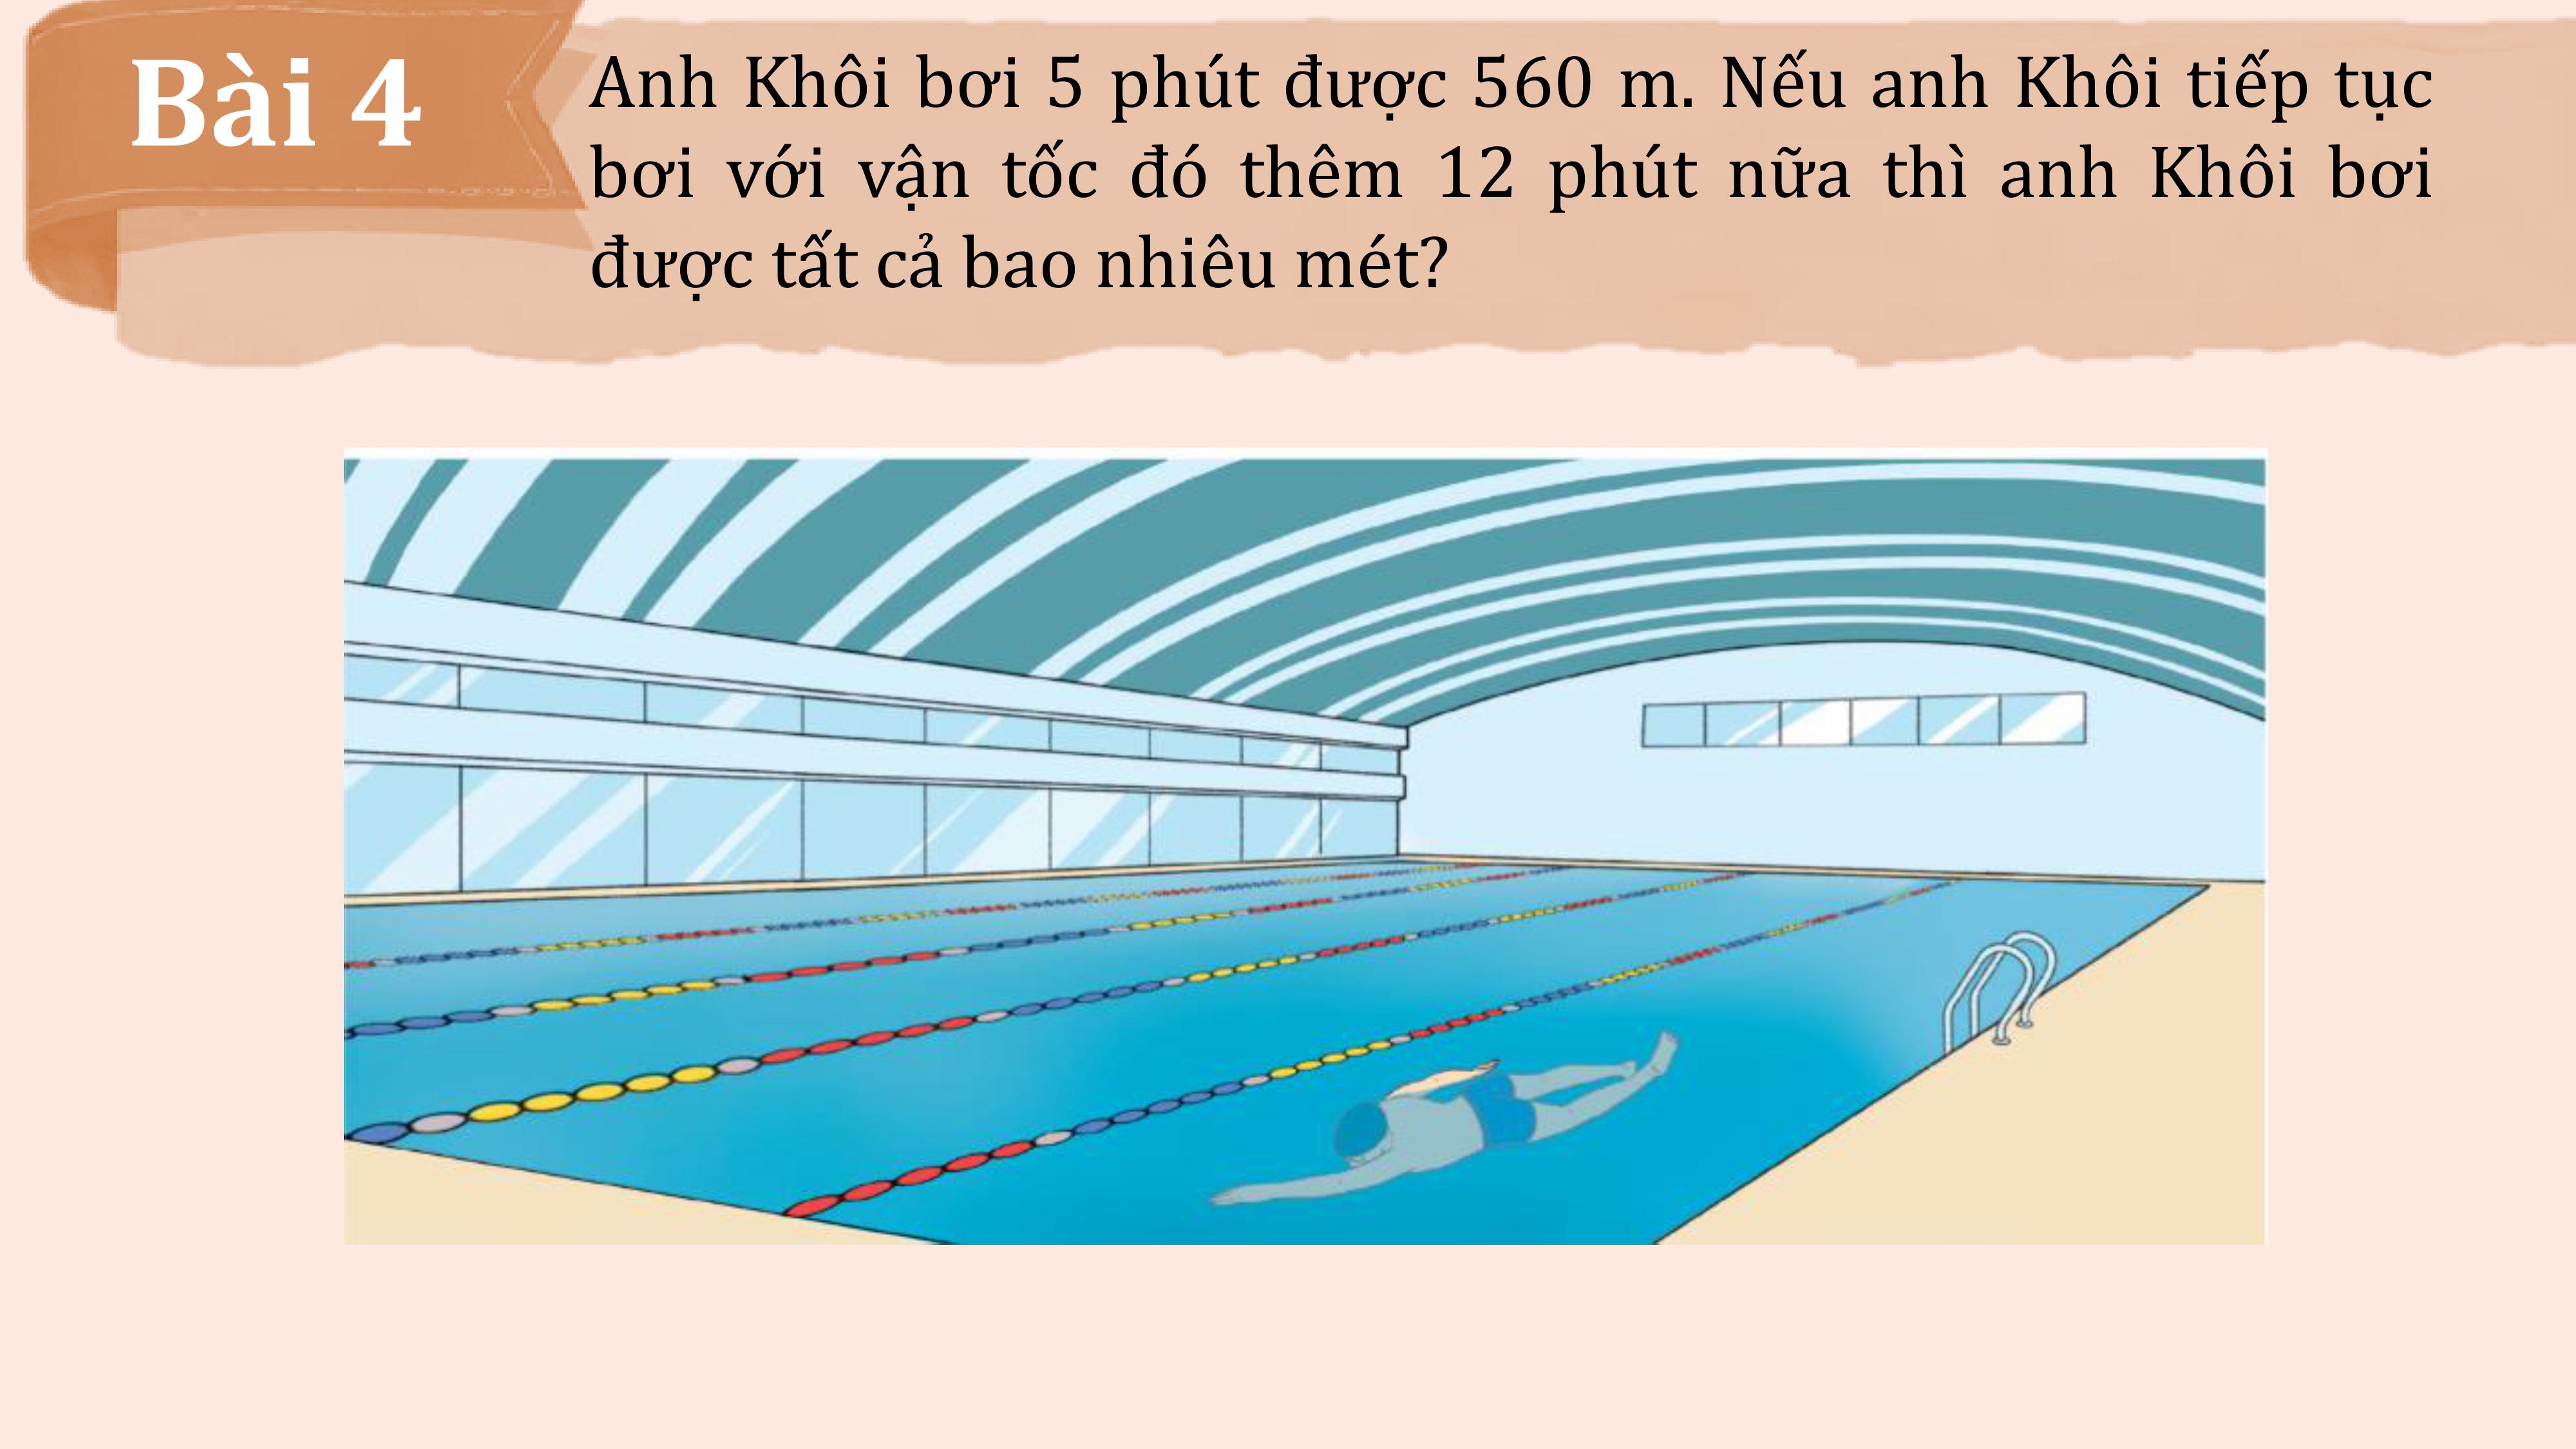 Bài 4
Anh Khôi bơi 5 phút được 560 m. Nếu anh Khôi tiếp tục
bơi với vận tốc đó thêm 12 phút nữa thì anh Khôi bơi
được tất cả bao nhiêu mét?